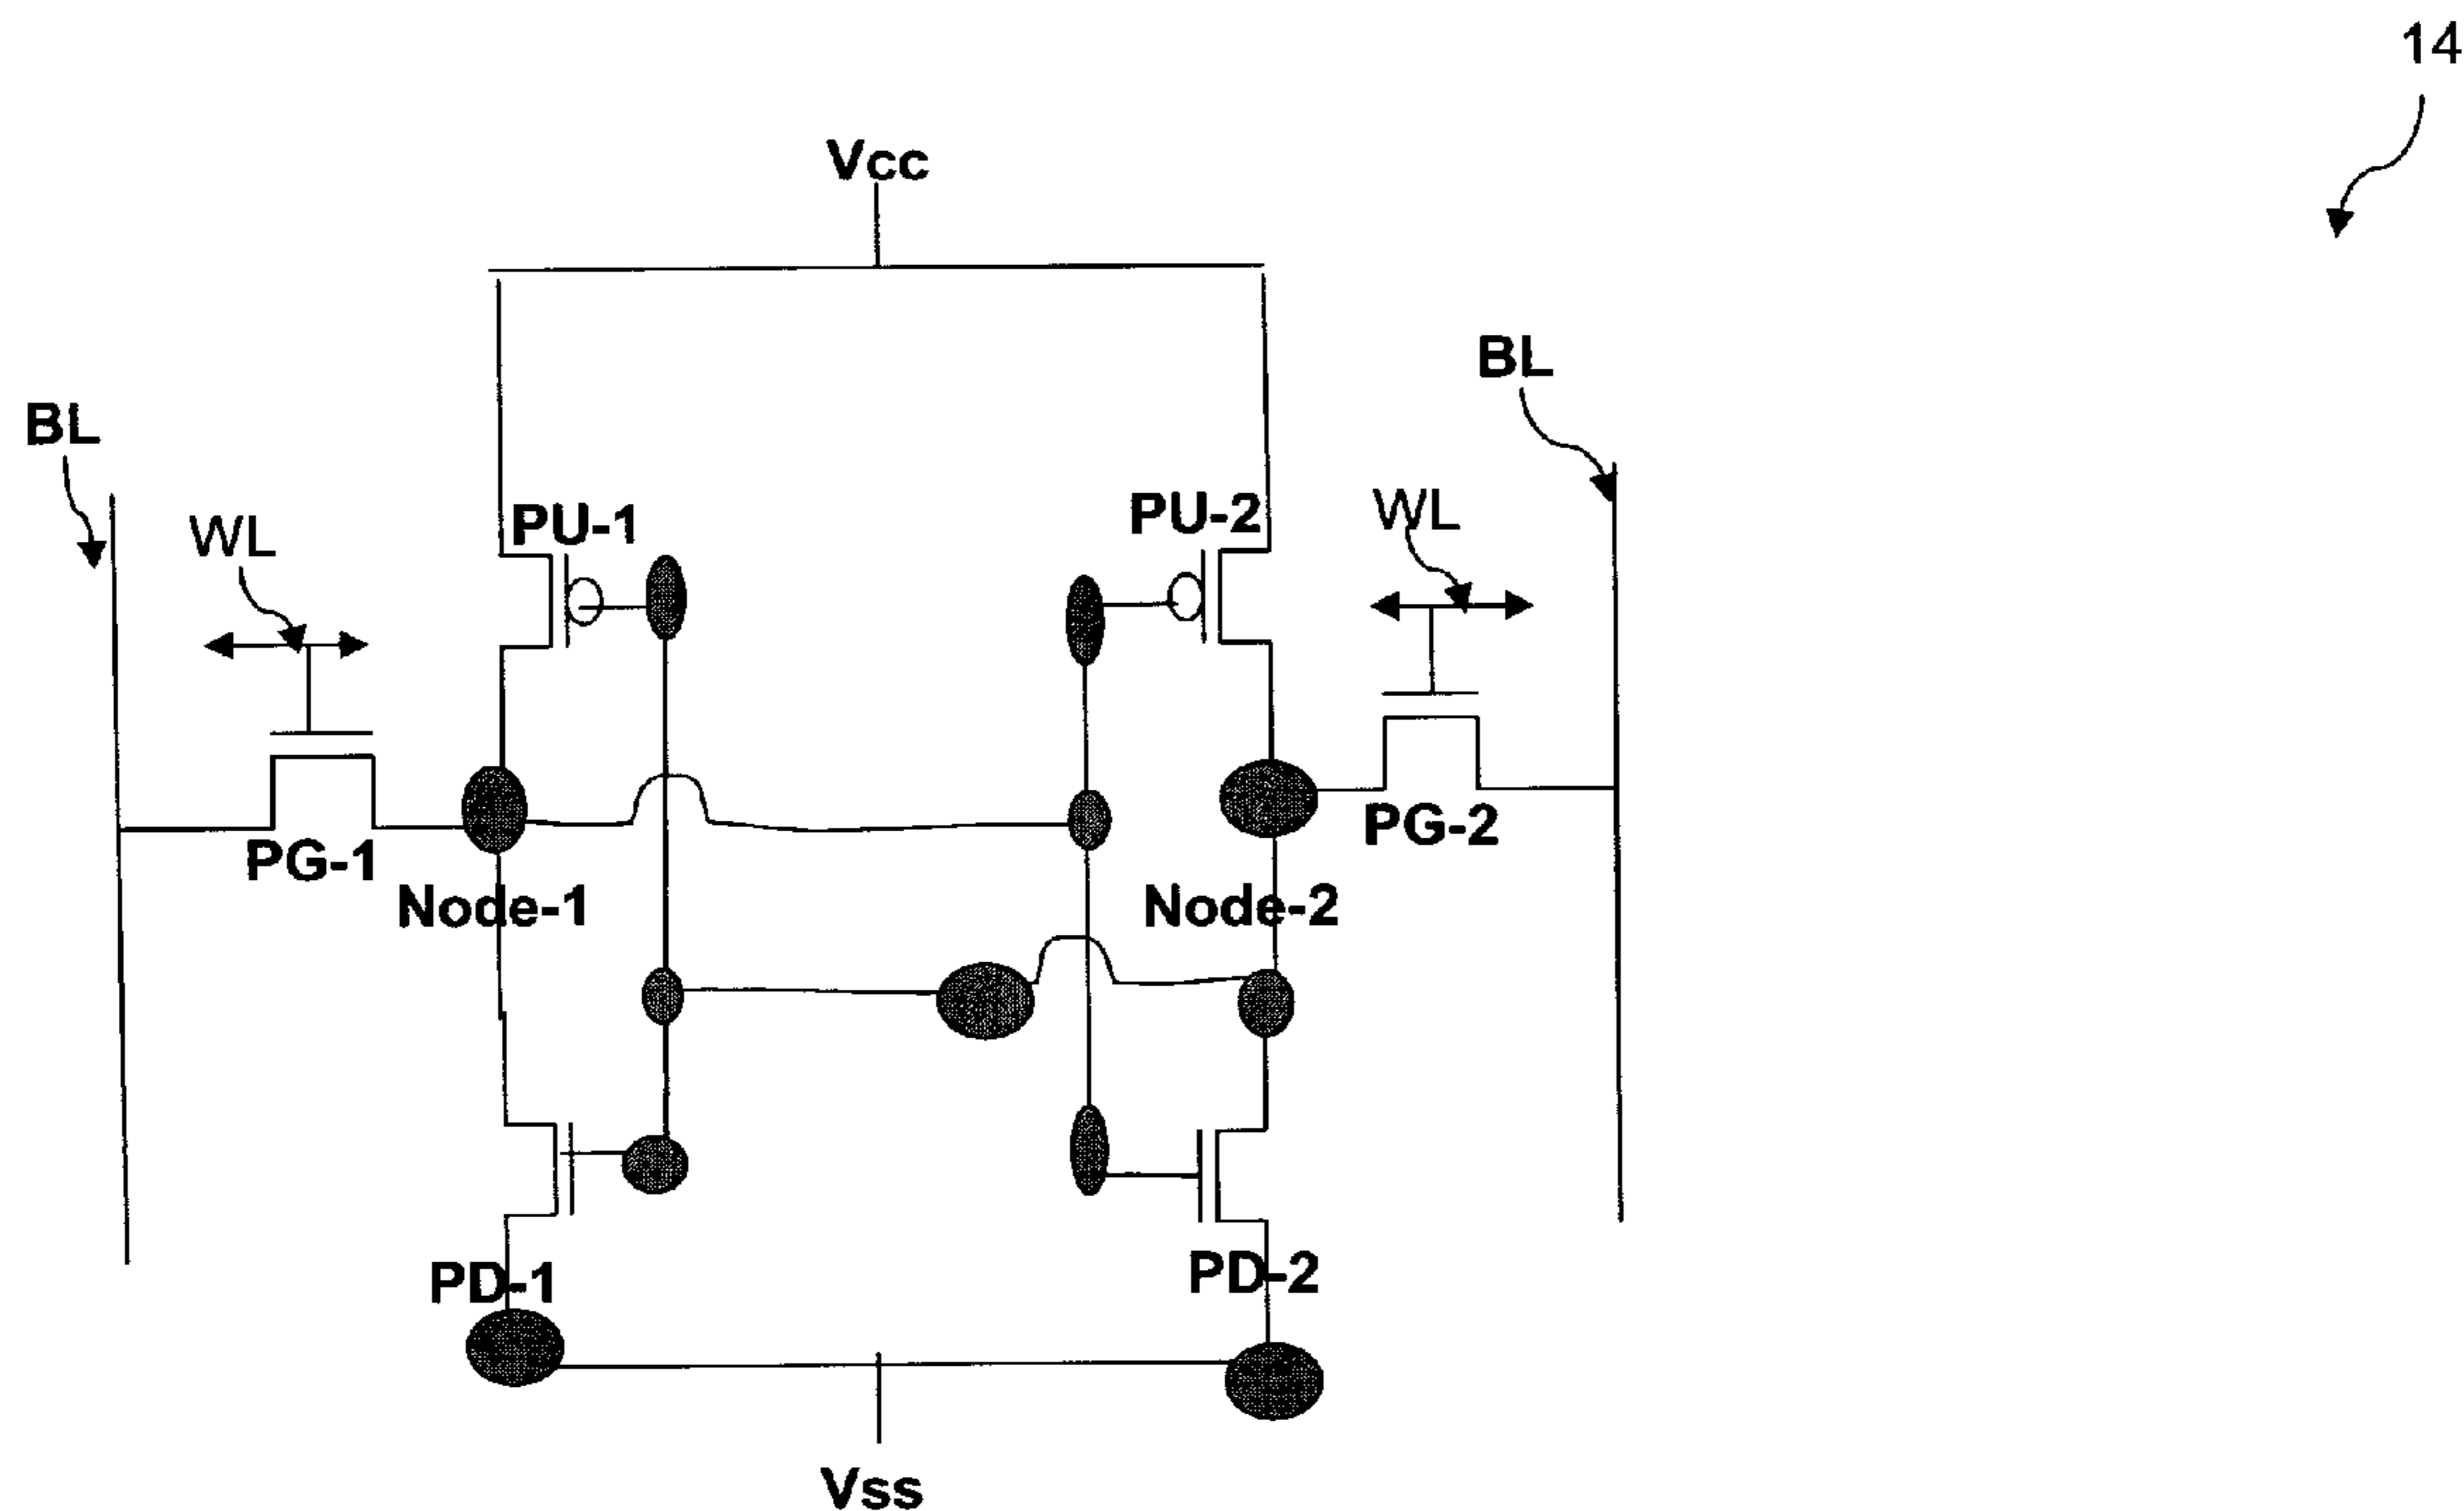 14
Vcc
BL
BL
WL
PU-1
PU-2
WL
PG-1
PG-2
Node-1
Node-2
PD-1
PD-2
Vss